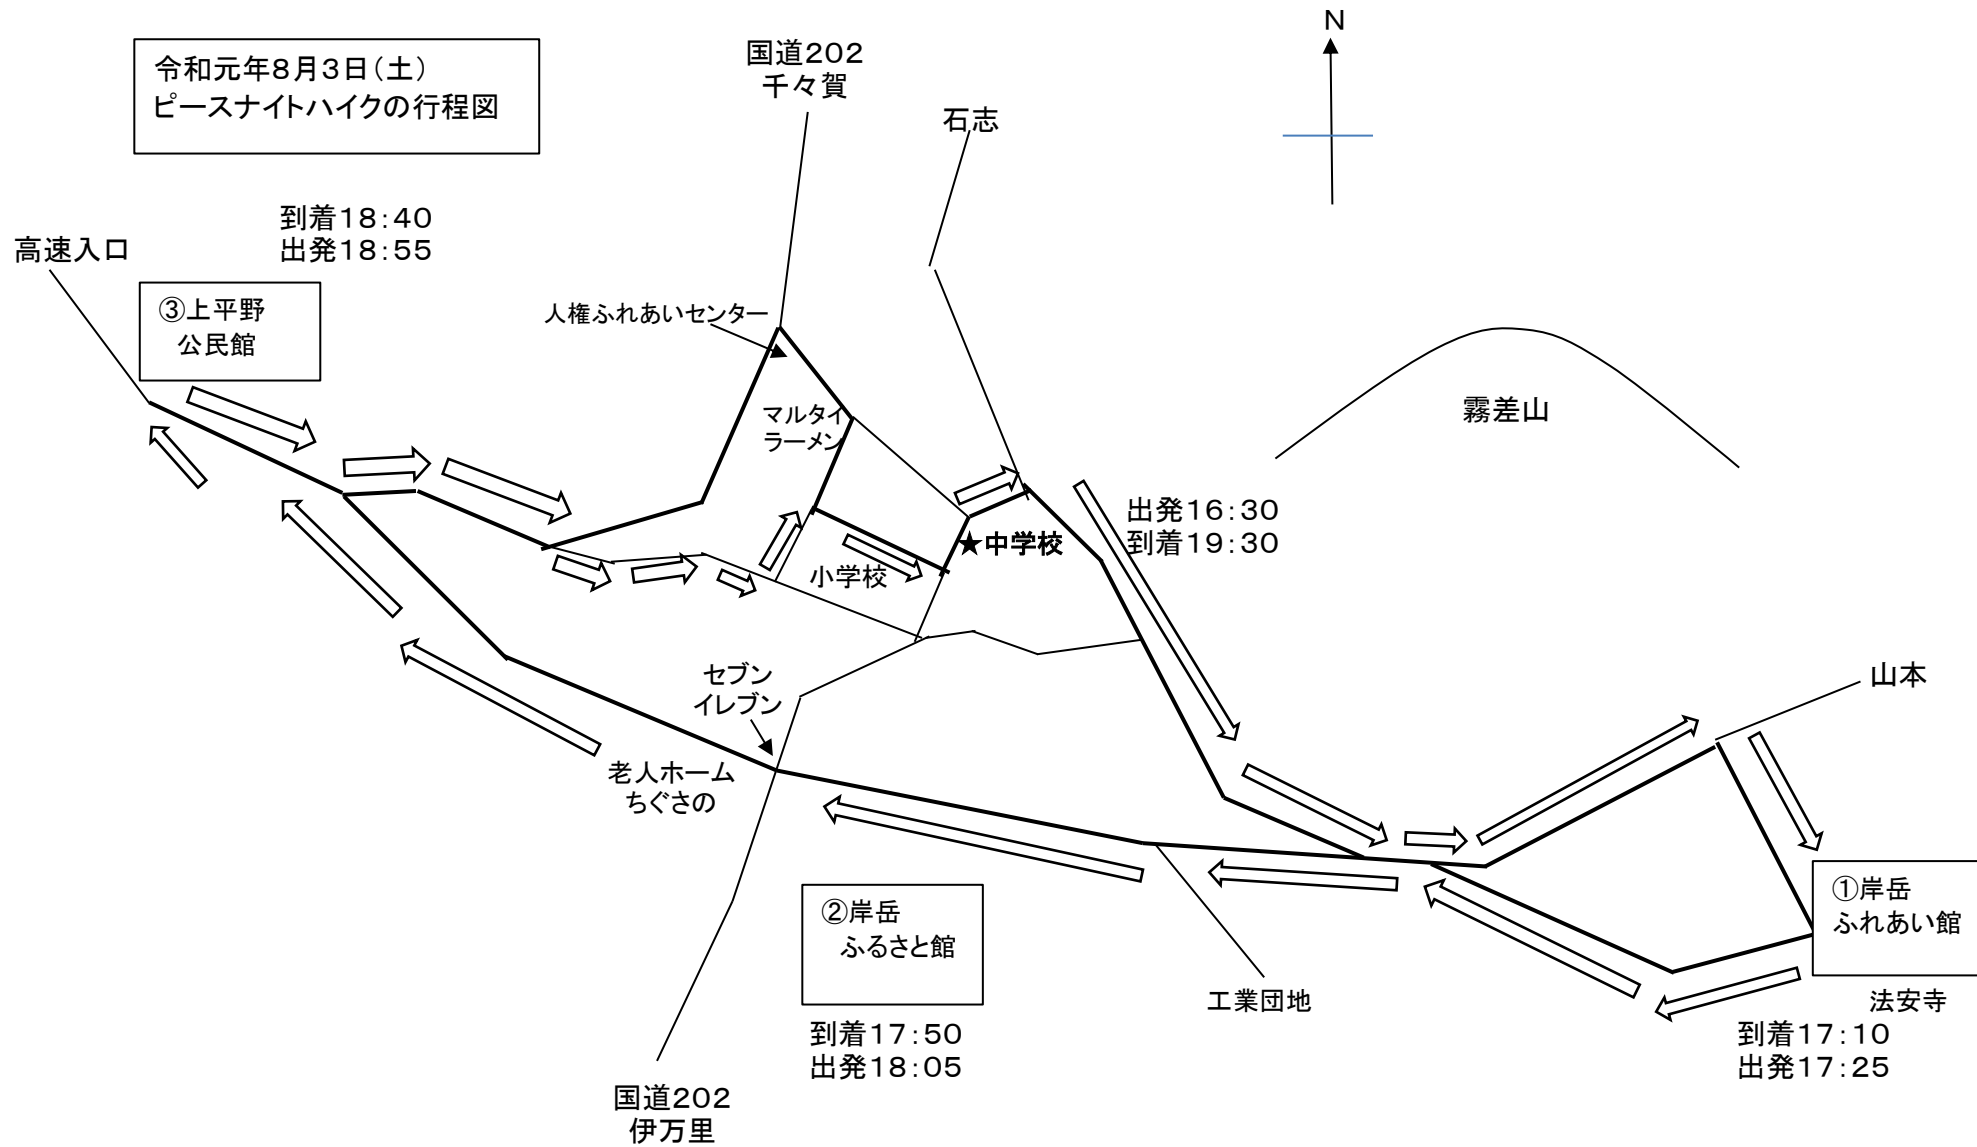 令和元年8月3日(土)
ピースナイトハイクの行程図
国道202
千々賀
石志
N
到着18:40
出発18:55
高速入口
③上平野
公民館
人権ふれあいセンター
マルタイ
ラーメン
霧差山
出発16:30
到着19:30
★中学校
小学校
セブン
イレブン
山本
老人ホーム
ちぐさの
①岸岳
ふれあい館
②岸岳
ふるさと館
工業団地
法安寺
到着17:50
出発18:05
到着17:10
出発17:25
国道202
伊万里